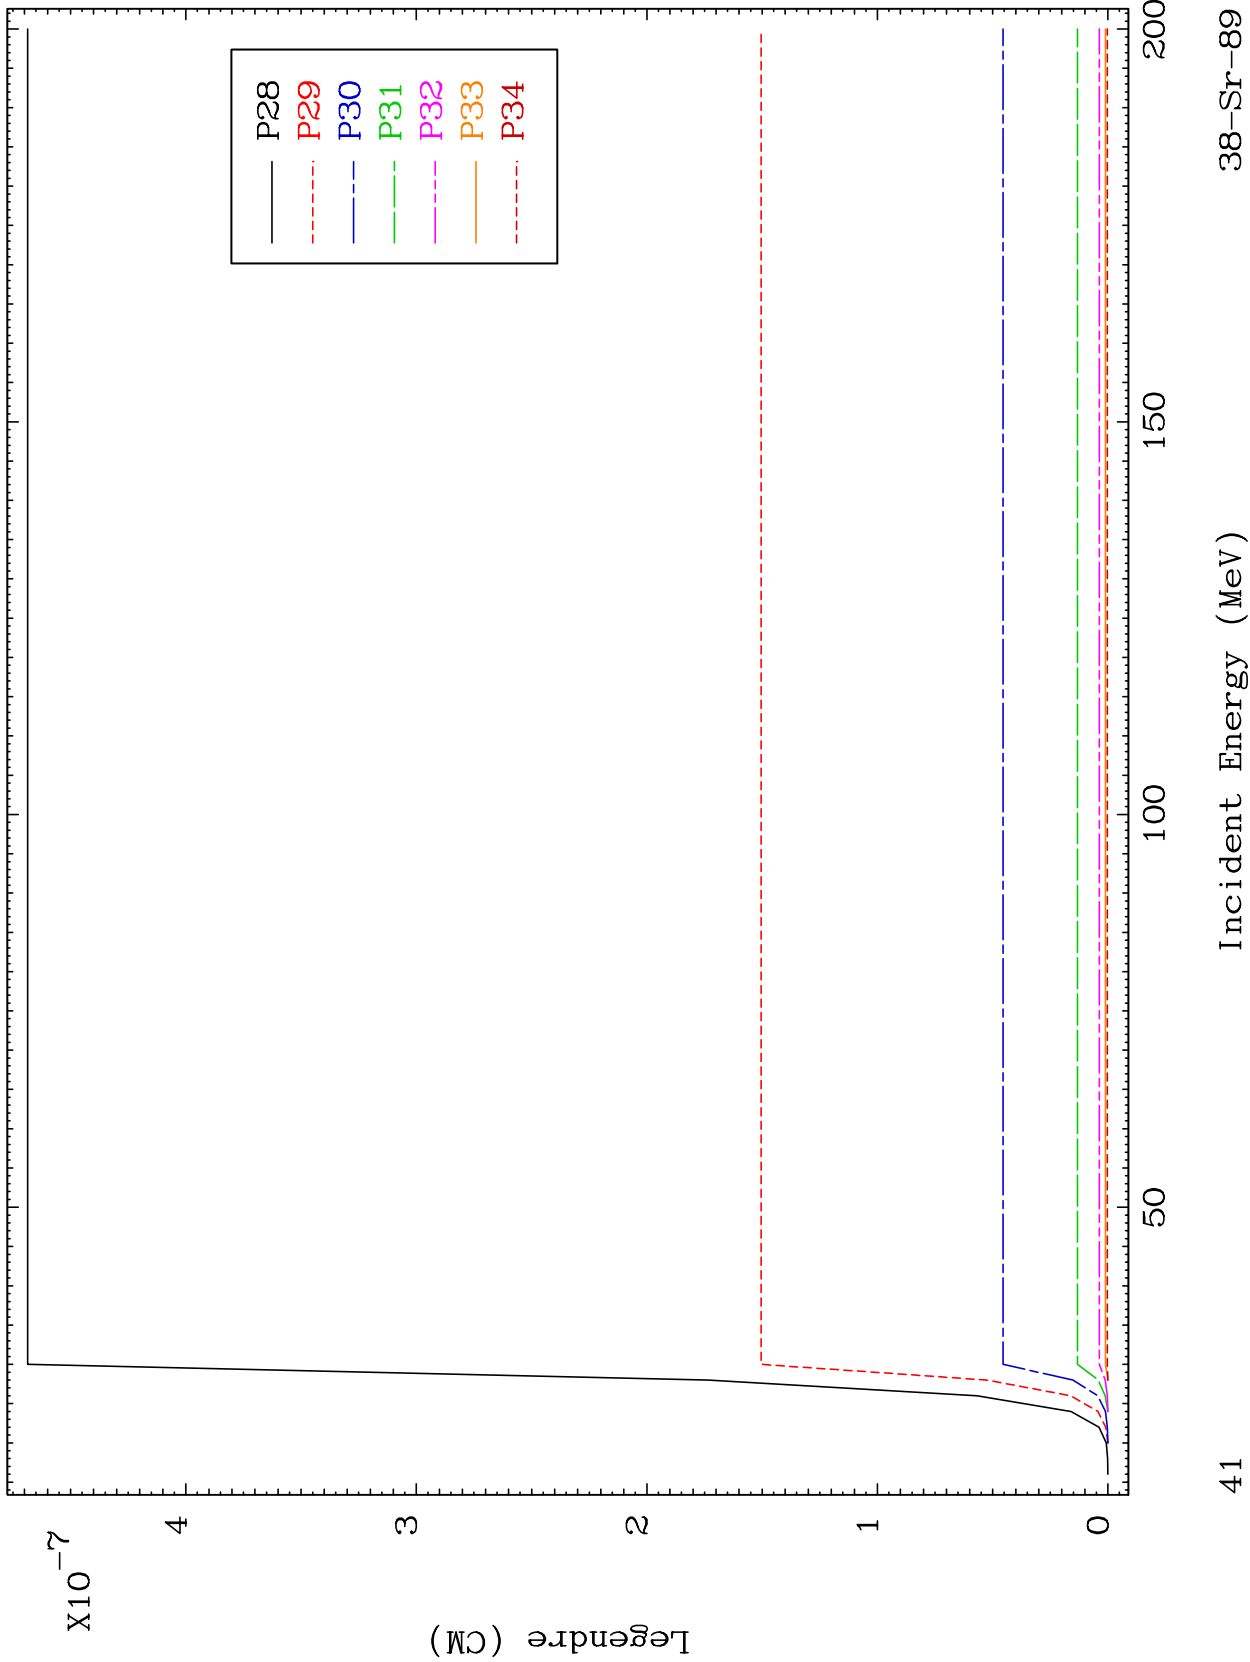 X10-7
4
3
2
1
0
Legendre (CM)
P28
P29
P30
P31
P32
P33
P34
50
100
150
200
Incident Energy (MeV)
41
38-Sr-89